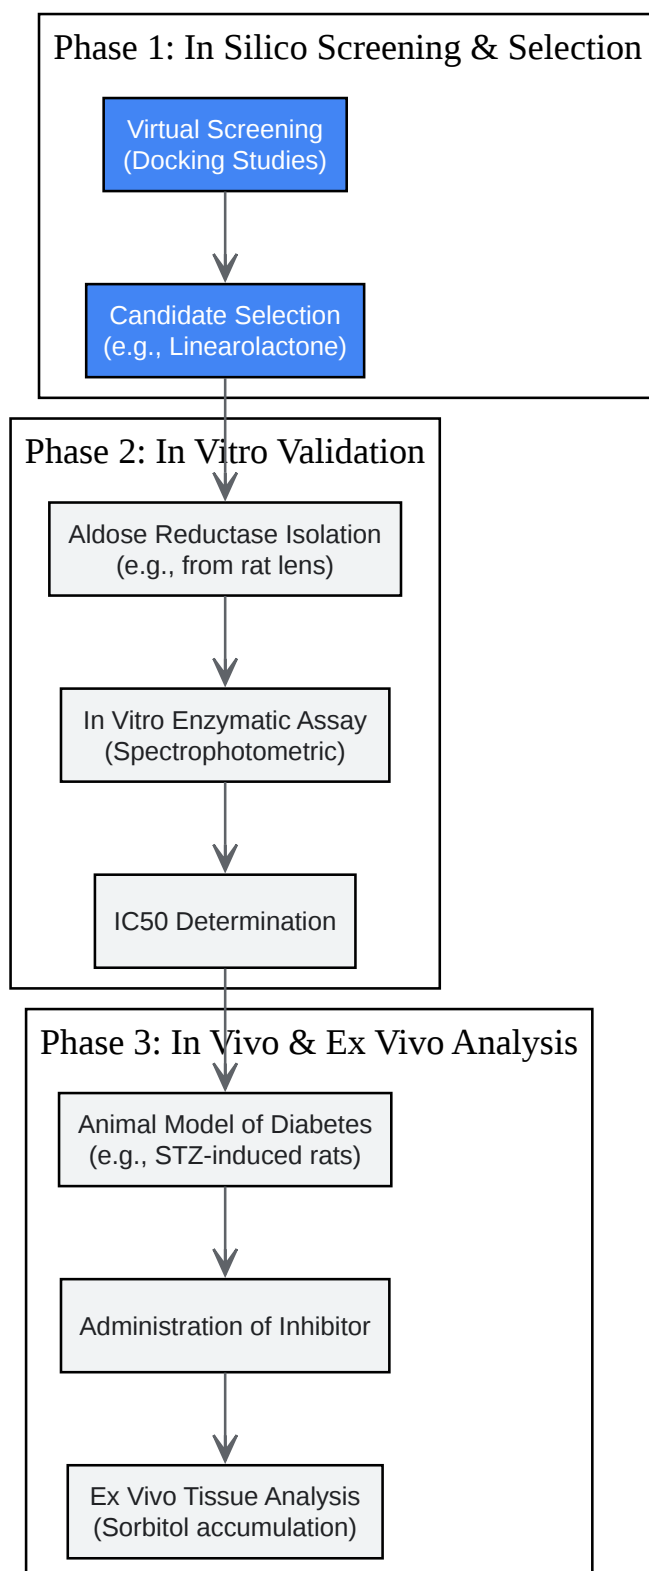 Phase 1: In Silico Screening & Selection
Virtual Screening
(Docking Studies)
Candidate Selection
(e.g., Linearolactone)
Phase 2: In Vitro Validation
Aldose Reductase Isolation
(e.g., from rat lens)
In Vitro Enzymatic Assay
(Spectrophotometric)
IC50 Determination
Phase 3: In Vivo & Ex Vivo Analysis
Animal Model of Diabetes
(e.g., STZ-induced rats)
Administration of Inhibitor
Ex Vivo Tissue Analysis
(Sorbitol accumulation)